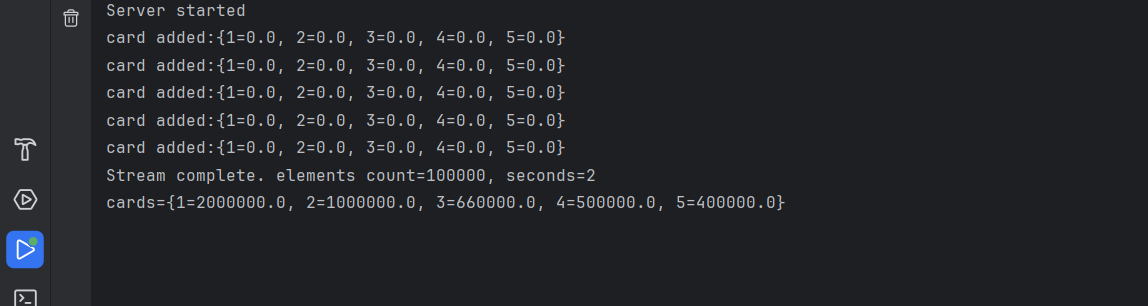 Server started
card added:{1=0.0, 2=0.0, 3=0.0, 4=0.0, 5=0.0}
card added:{1=0.0, 2=0.0, 3=0.0, 4=0.0, 5=0.0}
card added:{1=0.0, 2=0.0, 3=0.0, 4=0.0, 5=0.0}
card added:{1=0.0, 2=0.0, 3=0.0, 4=0.0, 5=0.0}
card added:{1=0.0, 2=0.0, 3=0.0, 4=0.0, 5=0.0}
Stream complete. elements count=100000, seconds=2
cards={1=2000000.0, 2=1000000.0, 3=660000.0, 4=500000.0, 5=400000.0}